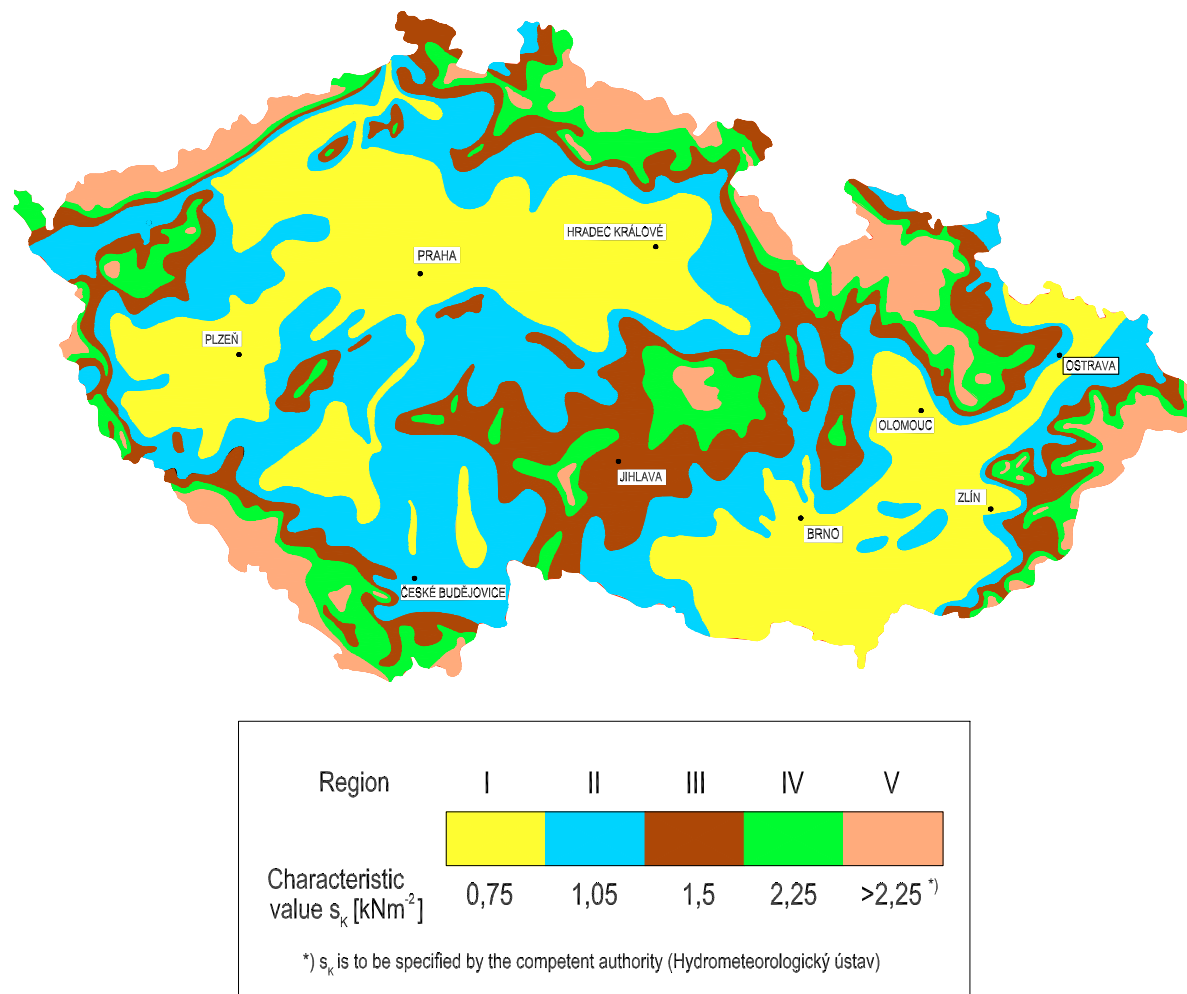 HRADEC KRÁLOVÉ
PRAHA
PLZEŇ
OSTRAVA
OLOMOUC
JIHLAVA
ZLÍN
BRNO
ČESKÉ BUDĚJOVICE
Region I II III IV V
Characteristic
value sK [kNm-2] 0,75 1,05 1,5 2,25 >2,25 *)
*) sK is to be specified by the competent authority (Hydrometeorologický ústav)